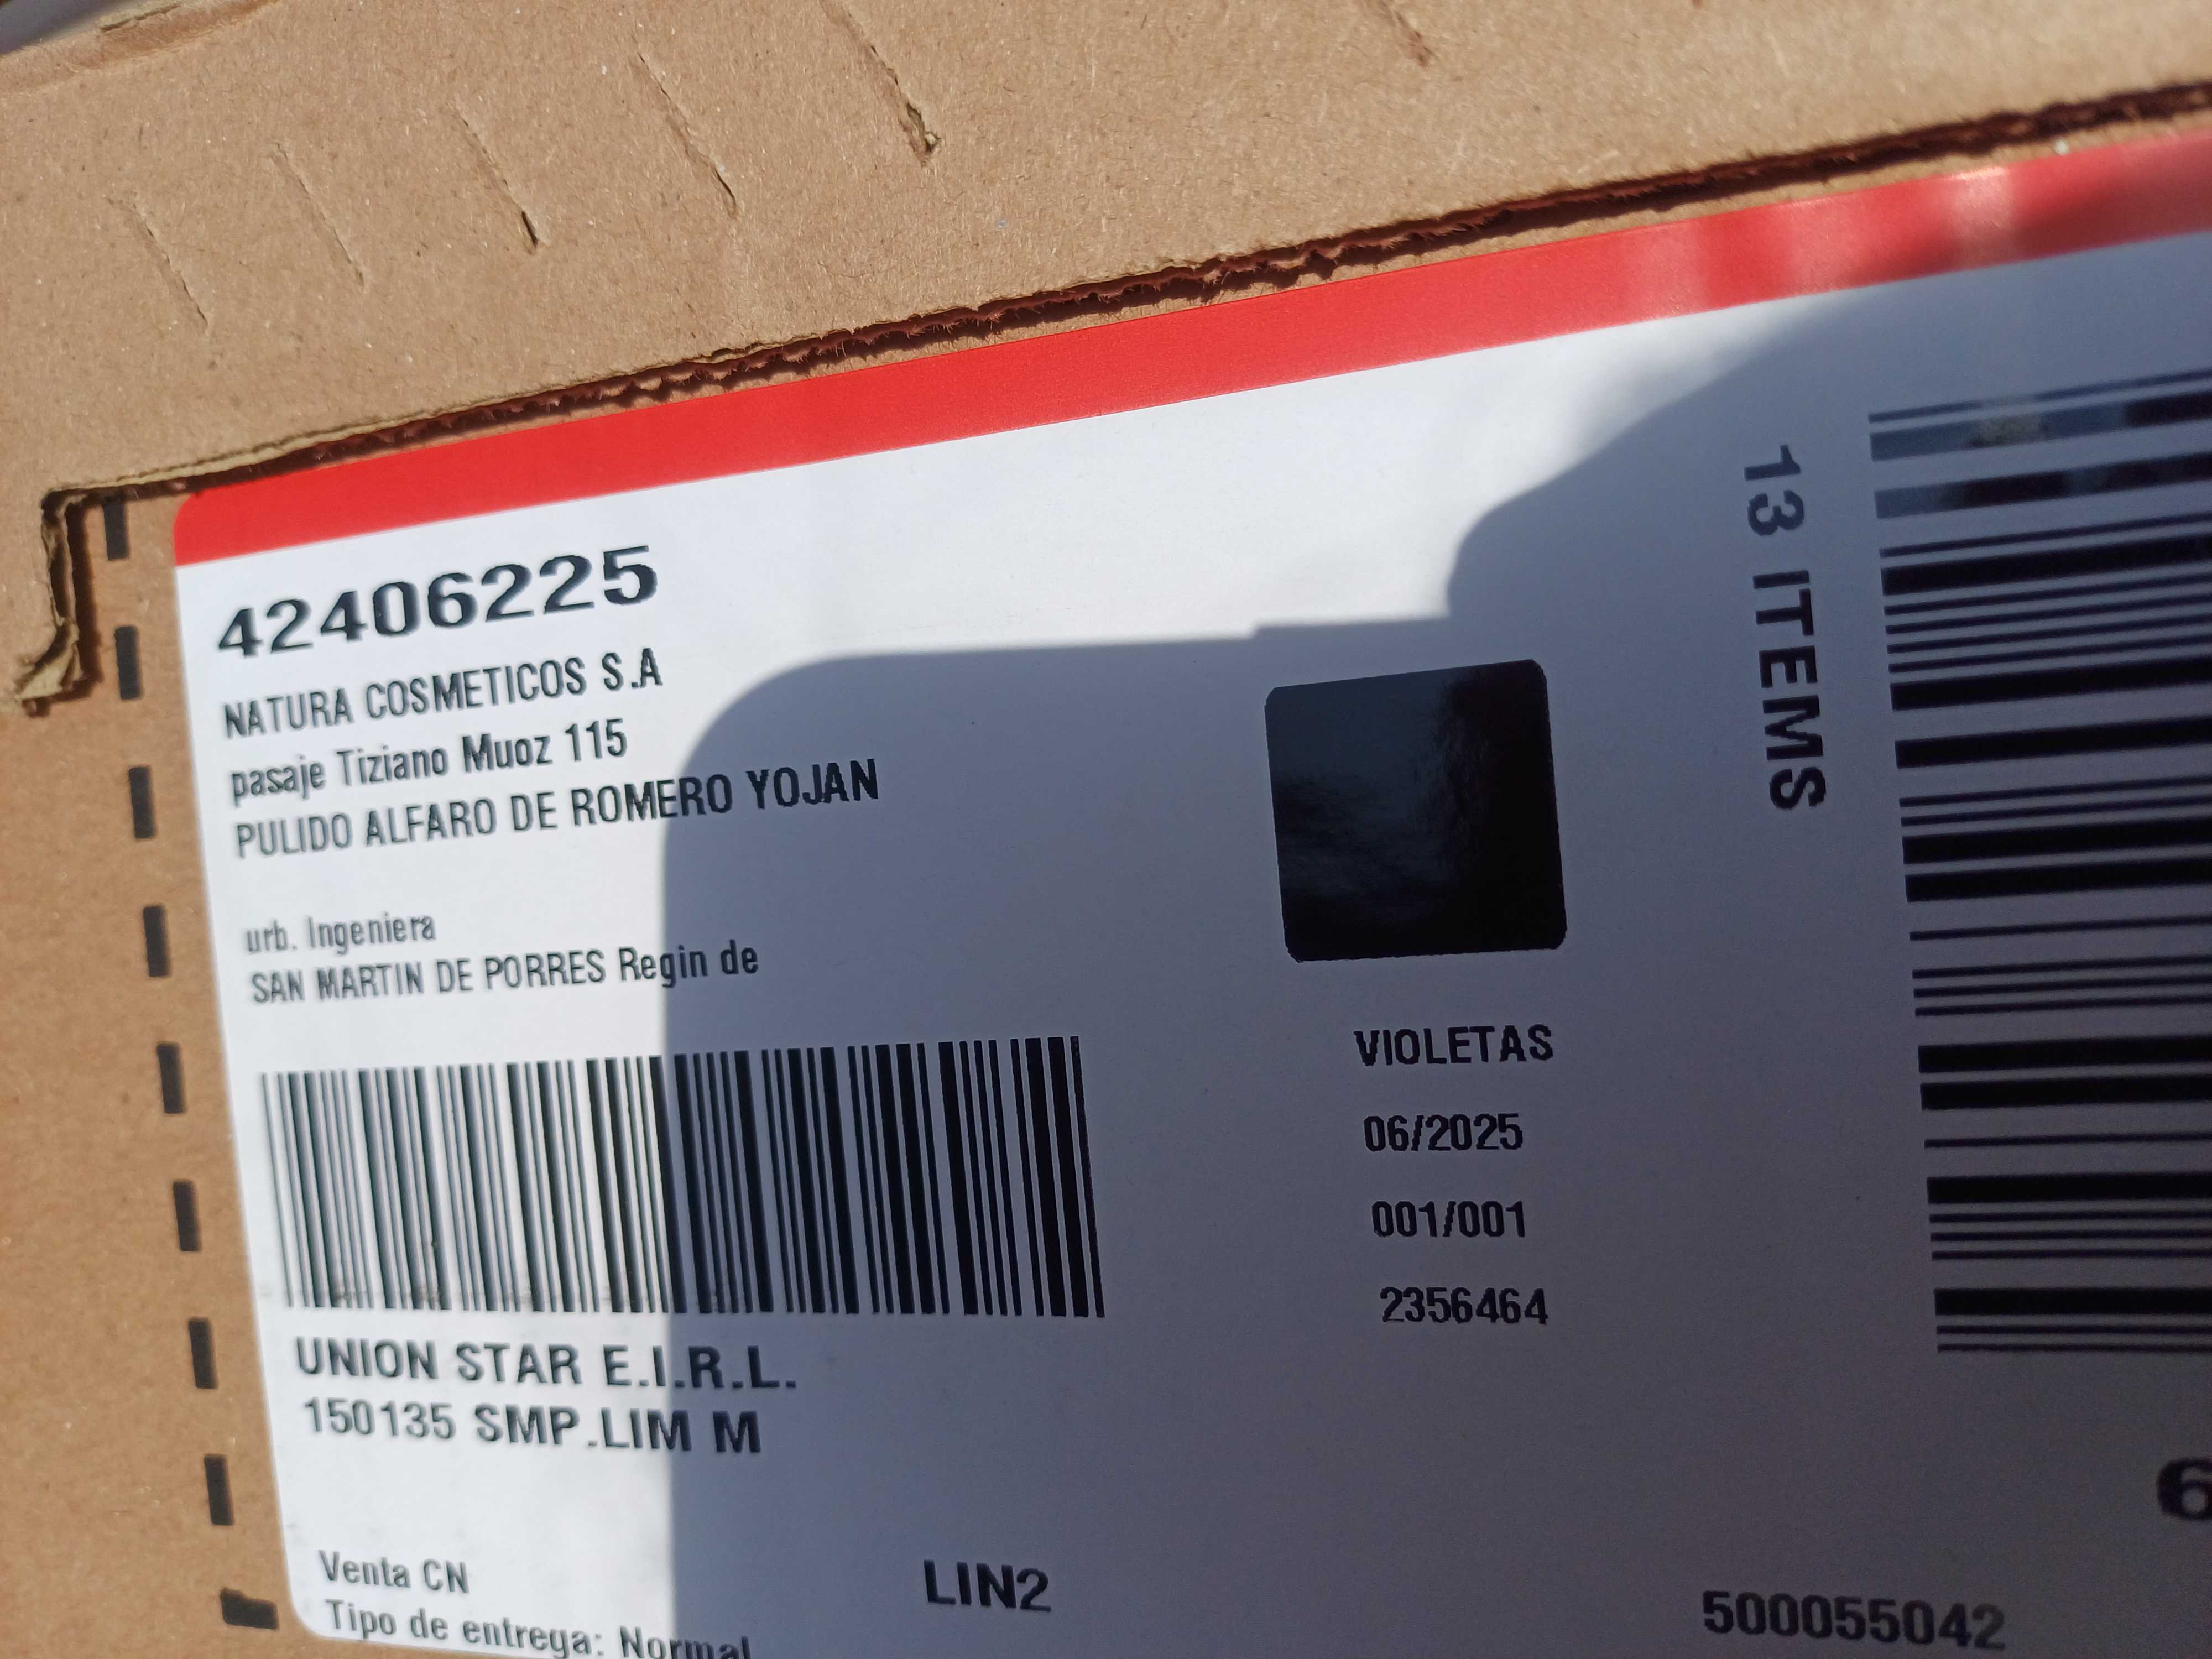 42406225
NATURA COSMETICOS S.A
pasaje Tiziano Muoz 115
PULIDO ALFARO DE ROMERO YOJAN
urb. Ingeniera
SAN MARTIN DE PORRES Regin de
UNION STAR E.I.R.L.
150135 SMP.LIM M
Venta CN
Tipo de entrega: Normal
LIN2
VIOLETAS
06/2025
001/001
2356464
13 ITEMS
6
500055042